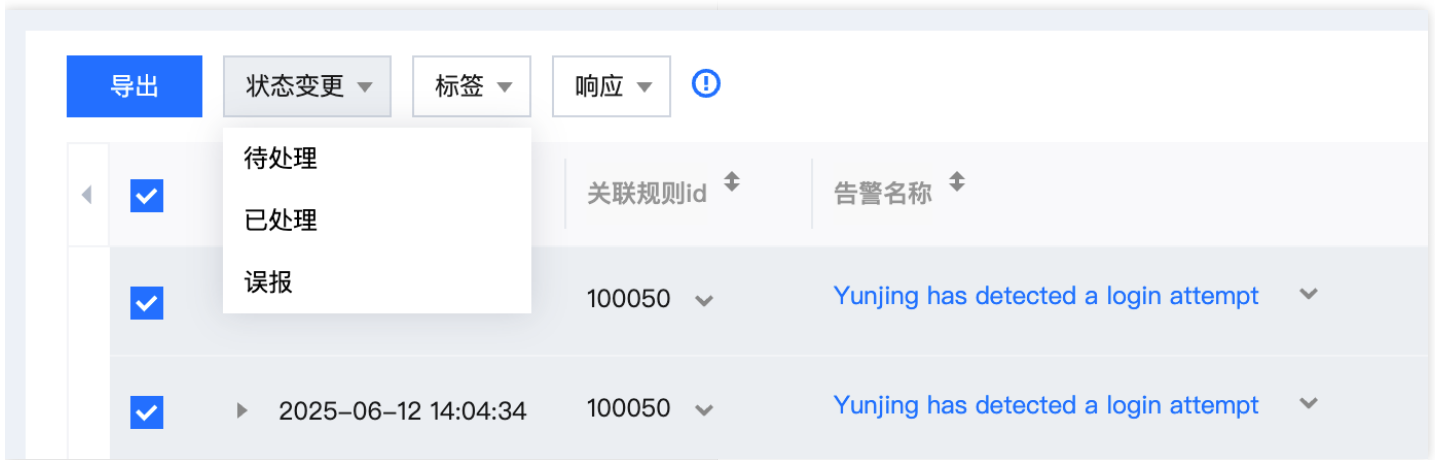 导出 状态变更 标签 响应
待处理
已处理
误报
关联规则id 告警名称
100050 Yunjing has detected a login attempt
2025-06-12 14:04:34 100050 Yunjing has detected a login attempt